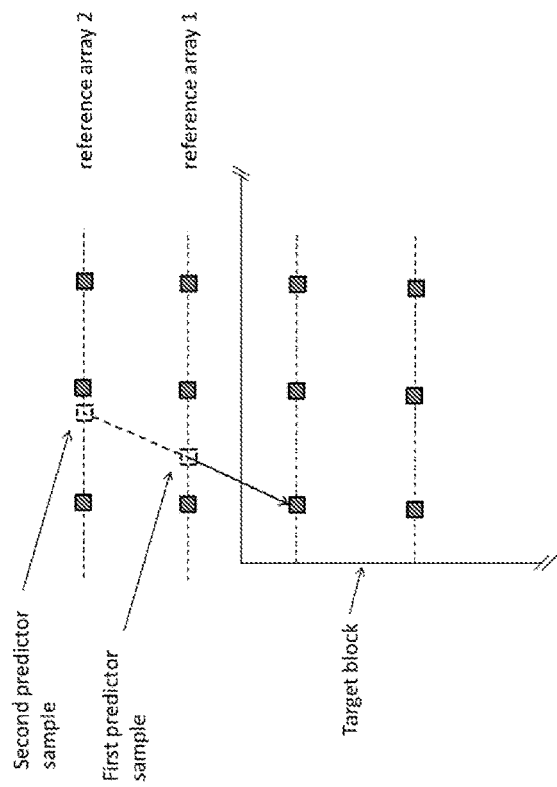 Second predictor
sample
First predictor
sample
Target block
reference array 2
reference array 1